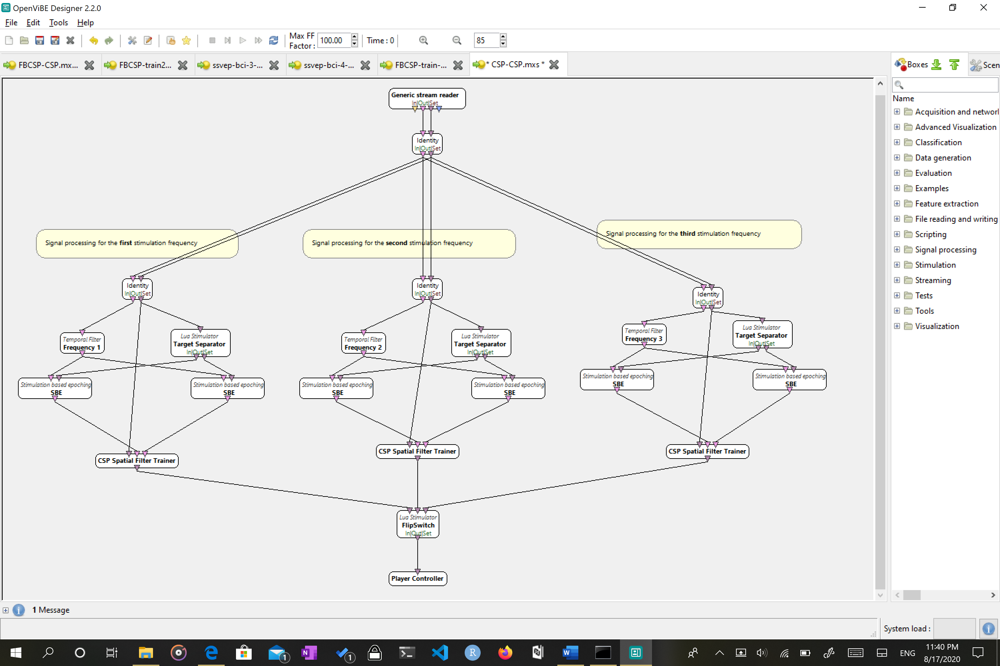 OpenViBE Designer 2.2.0
File Edit Tools Help
Max FF
Factor :
100.00
Time : 0
85
FBCSP-CSP.mx...
FBCSP-train2...
ssvep-bci-3-...
ssvep-bci-4-...
FBCSP-train-...
* CSP-CSP.mxs *
Boxes
Scen
Generic stream reader
In|Out|Set
Identity
In|Out|Set
Signal processing for the first stimulation frequency
Signal processing for the second stimulation frequency
Signal processing for the third stimulation frequency
Identity
In|Out|Set
Identity
In|Out|Set
Identity
In|Out|Set
Temporal Filter
Frequency 1
Lua Stimulator
Target Separator
In|Out|Set
Temporal Filter
Frequency 2
Lua Stimulator
Target Separator
In|Out|Set
Temporal Filter
Frequency 3
Lua Stimulator
Target Separator
In|Out|Set
Stimulation based epoching
SBE
Stimulation based epoching
SBE
Stimulation based epoching
SBE
Stimulation based epoching
SBE
Stimulation based epoching
SBE
Stimulation based epoching
SBE
CSP Spatial Filter Trainer
CSP Spatial Filter Trainer
CSP Spatial Filter Trainer
Lua Stimulator
FlipSwitch
In|Out|Set
Player Controller
Name
Acquisition and networ
Advanced Visualization
Classification
Data generation
Evaluation
Examples
Feature extraction
File reading and writing
Scripting
Signal processing
Stimulation
Streaming
Tests
Tools
Visualization
1 Message
System load :
1
N
1
R
W
ENG
11:40 PM
8/17/2020